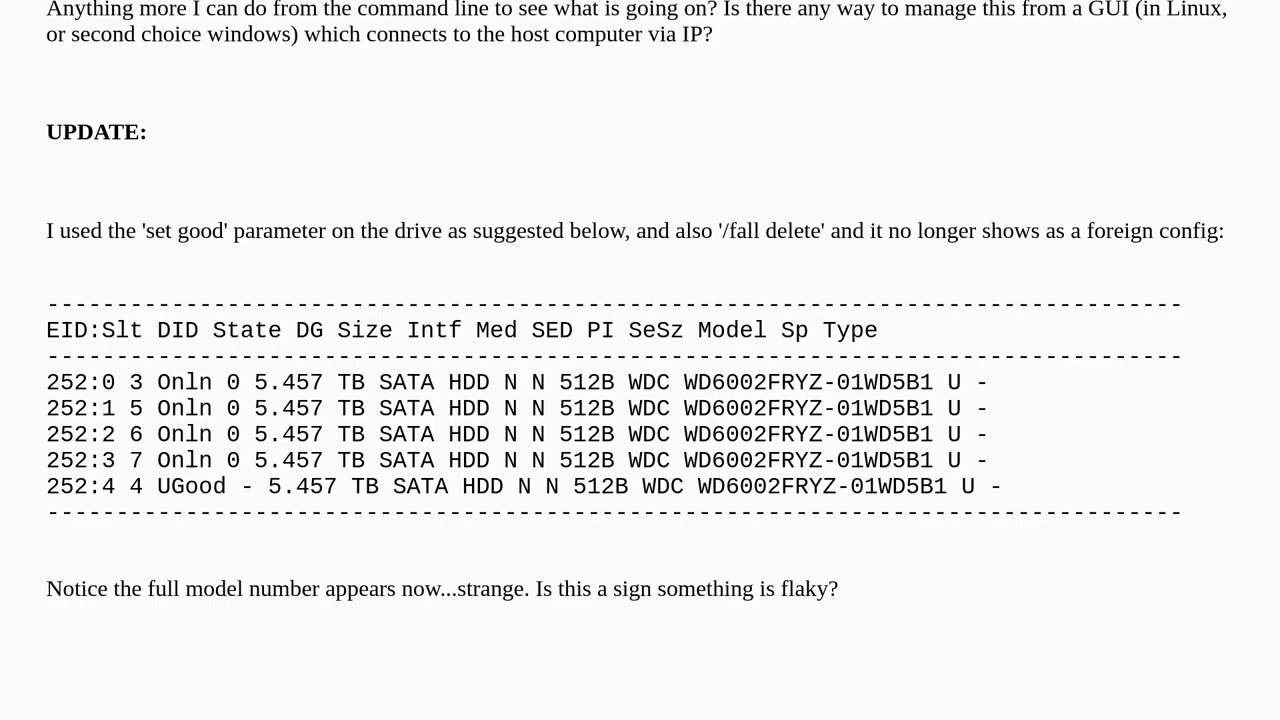 Anything more I can do from the command line to see what is going on? Is there any way to manage this from a GUI (in Linux,
or second choice windows) which connects to the host computer via IP?
UPDATE:
I used the 'set good' parameter on the drive as suggested below, and also '/fall delete' and it no longer shows as a foreign config:
----------------------------------------------------------------------------------
EID:Slt DID State DG Size Intf Med SED PI SeSz Model Sp Type
----------------------------------------------------------------------------------
252:0 3 Onln 0 5.457 TB SATA HDD N N 512B WDC WD6002FRYZ-01WD5B1 U -
252:1 5 Onln 0 5.457 TB SATA HDD N N 512B WDC WD6002FRYZ-01WD5B1 U -
252:2 6 Onln 0 5.457 TB SATA HDD N N 512B WDC WD6002FRYZ-01WD5B1 U -
252:3 7 Onln 0 5.457 TB SATA HDD N N 512B WDC WD6002FRYZ-01WD5B1 U -
252:4 4 UGood - 5.457 TB SATA HDD N N 512B WDC WD6002FRYZ-01WD5B1 U -
----------------------------------------------------------------------------------
Notice the full model number appears now...strange. Is this a sign something is flaky?